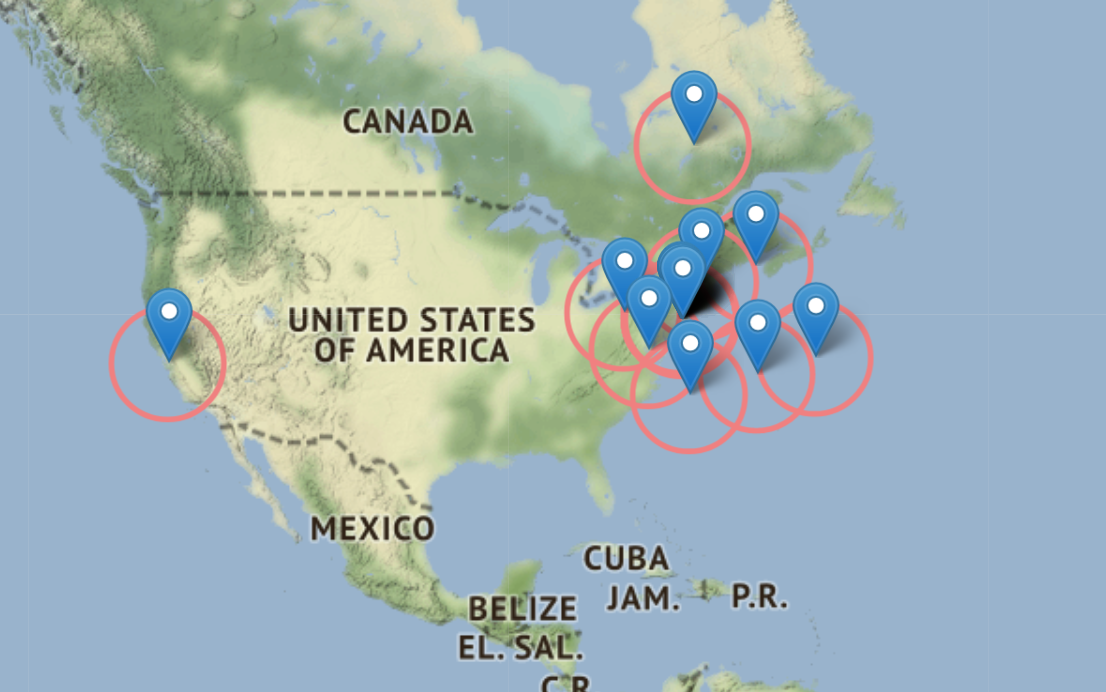 CANADA
UNITED STATES
OF AMERICA
MEXICO
CUBA
JAM.
P.R.
BELIZE
EL. SAL.
C.R